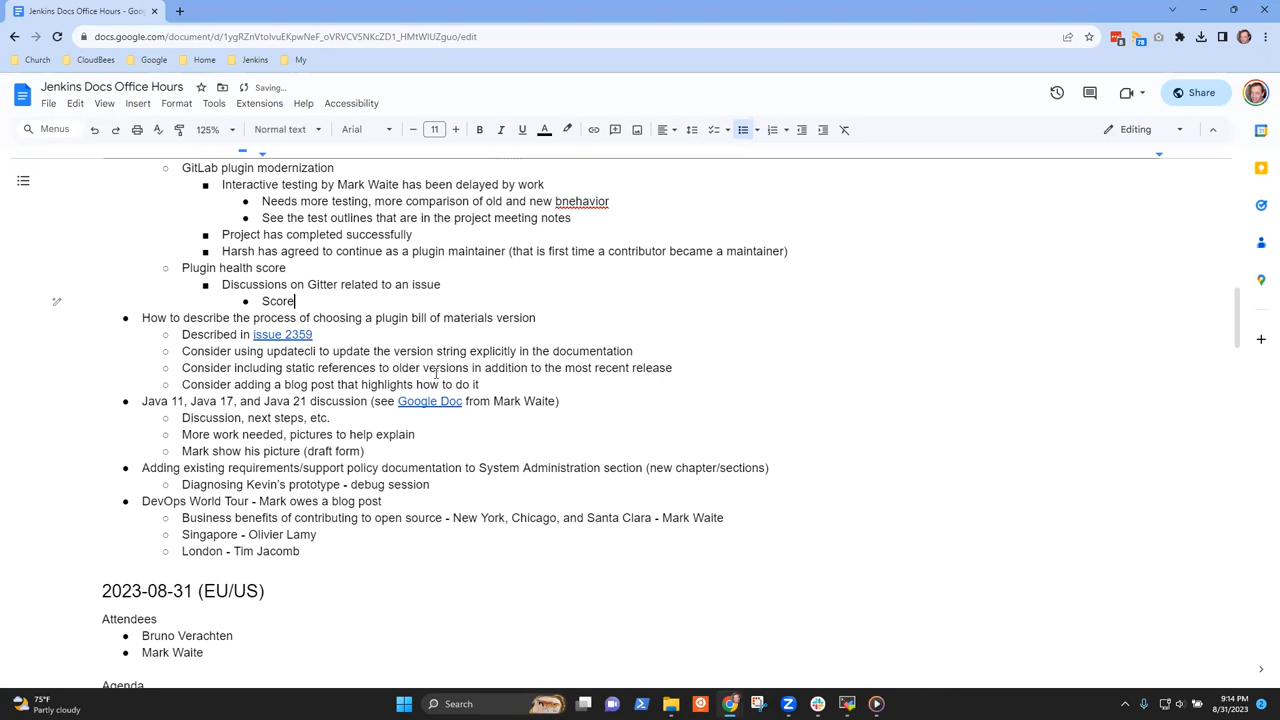 Jenkins Docs Office Hours - Goo
docs.google.com/document/d/1ygRZnVtoIvuEKpwNeF_oVRVCV5NKcZD1_HMtWlUZguo/edit
Church CloudBees Google Home Jenkins My
Jenkins Docs Office Hours Saving...
File Edit View Insert Format Tools Extensions Help Accessibility
Share
Menus 125% Normal text Arial 11 Editing
○ GitLab plugin modernization
■ Interactive testing by Mark Waite has been delayed by work
● Needs more testing, more comparison of old and new bnehavior
● See the test outlines that are in the project meeting notes
■ Project has completed successfully
■ Harsh has agreed to continue as a plugin maintainer (that is first time a contributor became a maintainer)
○ Plugin health score
■ Discussions on Gitter related to an issue
● Score
● How to describe the process of choosing a plugin bill of materials version
○ Described in issue 2359
○ Consider using updatecli to update the version string explicitly in the documentation
○ Consider including static references to older versions in addition to the most recent release
○ Consider adding a blog post that highlights how to do it
● Java 11, Java 17, and Java 21 discussion (see Google Doc from Mark Waite)
○ Discussion, next steps, etc.
○ More work needed, pictures to help explain
○ Mark show his picture (draft form)
● Adding existing requirements/support policy documentation to System Administration section (new chapter/sections)
○ Diagnosing Kevin's prototype - debug session
● DevOps World Tour - Mark owes a blog post
○ Business benefits of contributing to open source - New York, Chicago, and Santa Clara - Mark Waite
○ Singapore - Olivier Lamy
○ London - Tim Jacomb
2023-08-31 (EU/US)
Attendees
● Bruno Verachten
● Mark Waite
Agenda
75°F
Partly cloudy
Search
9:14 PM
8/31/2023